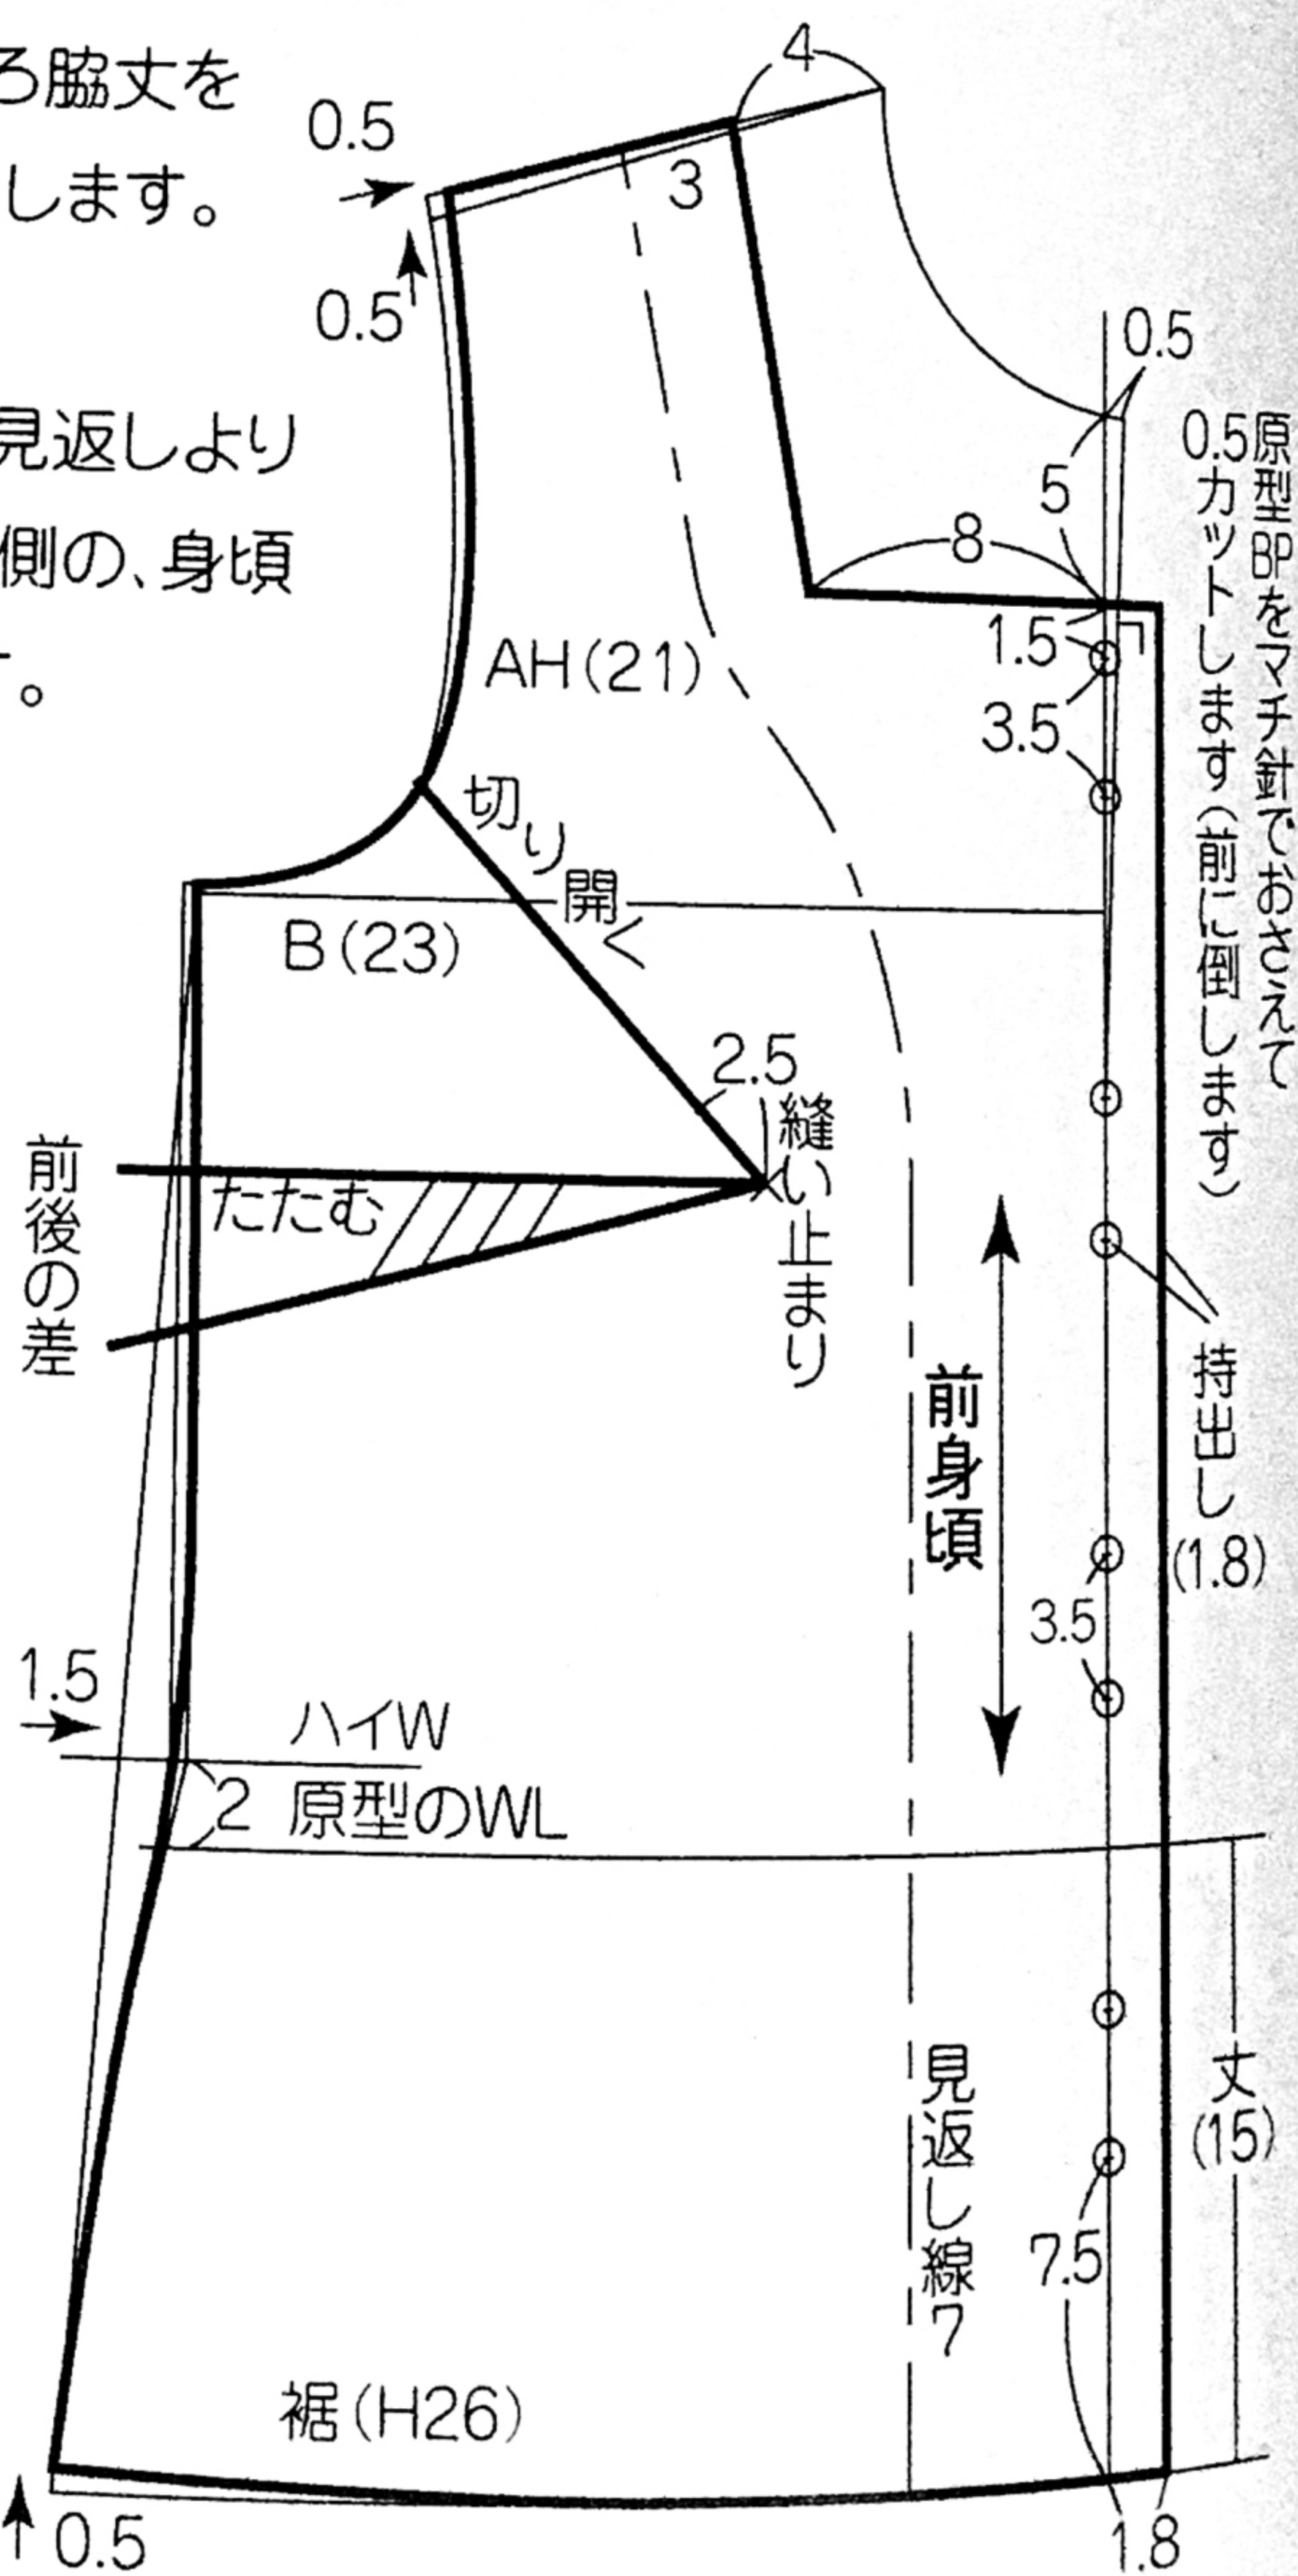 ろ脇丈を
します。
見返しより
側の、身頃
。
4
0.5
3
0.5
0.5
5
8
原型BPをマチ針でおさえて
0.5カットします(前に倒します)
1.5
3.5
AH(21)
切り開く
B(23)
2.5
縫い止まり
前後の差
たたむ
持出し
(1.8)
前身頃
3.5
1.5
ハイW
2
原型のWL
丈
(15)
見返し線7
7.5
裾(H26)
0.5
1.8